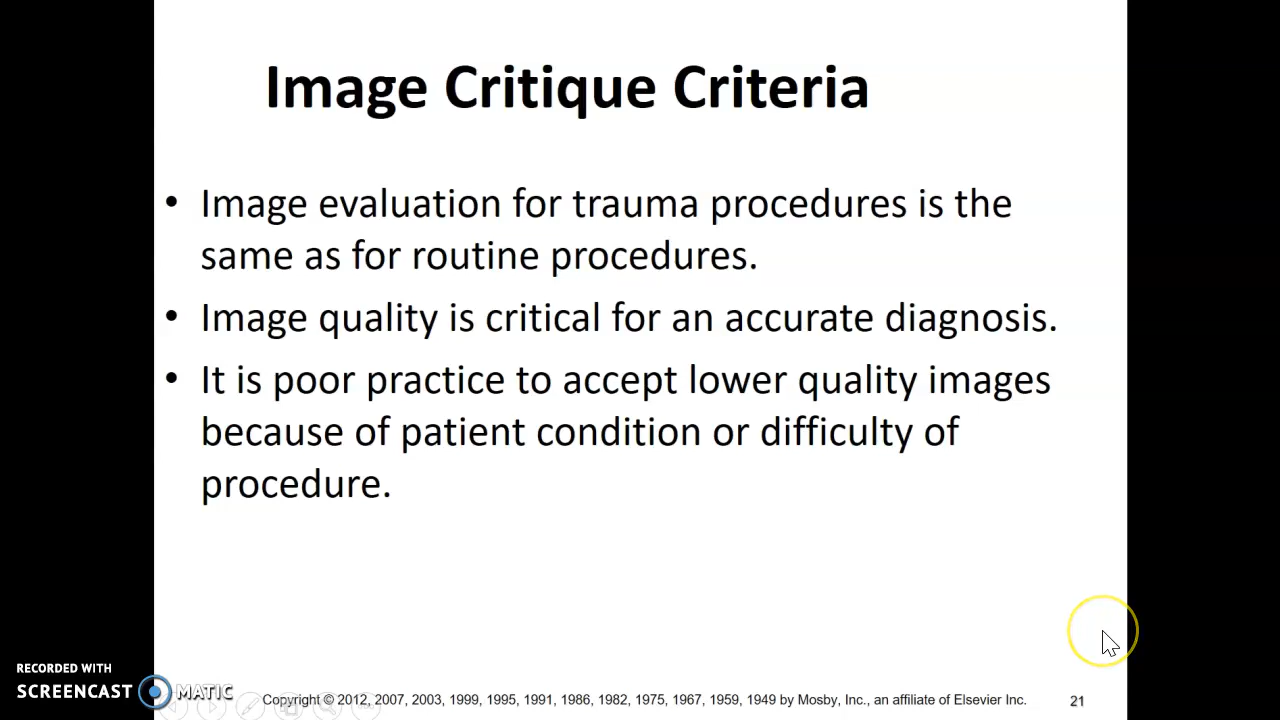 Image Critique Criteria
• Image evaluation for trauma procedures is the
same as for routine procedures.
• Image quality is critical for an accurate diagnosis.
• It is poor practice to accept lower quality images
because of patient condition or difficulty of
procedure.
RECORDED WITH
SCREENCAST MATIC
Copyright © 2012, 2007, 2003, 1999, 1995, 1991, 1986, 1982, 1975, 1967, 1959, 1949 by Mosby, Inc., an affiliate of Elsevier Inc.
21